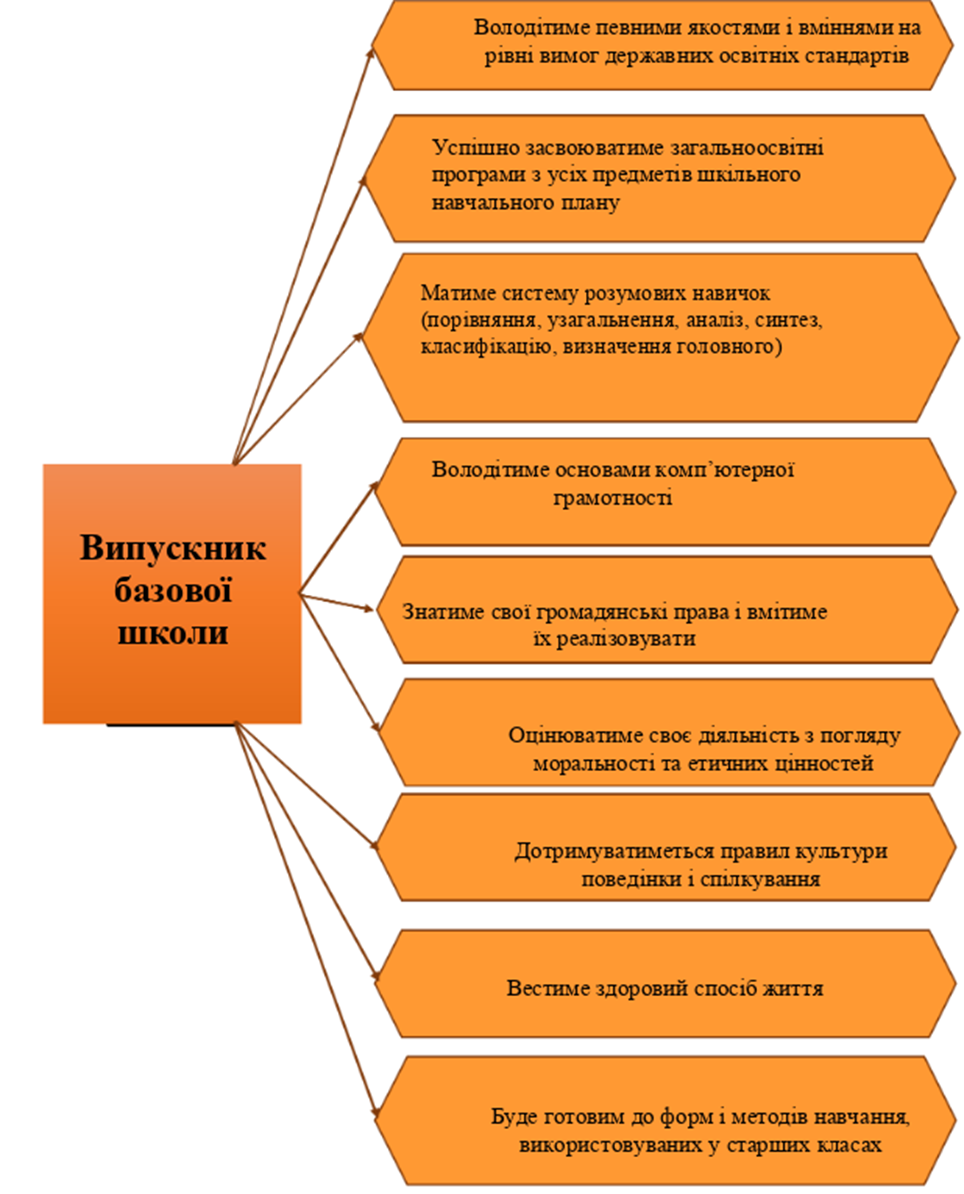 Володітиме певними якостями і вміннями на
рівні вимог державних освітніх стандартів
Успішно засвоюватиме загальноосвітні
програми з усіх предметів шкільного
навчального плану
Матиме систему розумових навичок
(порівняння, узагальнення, аналіз, синтез,
класифікацію, визначення головного)
Володітиме основами комп’ютерної
грамотності
Випускник
базової
школи
Знатиме свої громадянські права і вмітиме
їх реалізовувати
Оцінюватиме своє діяльність з погляду
моральності та етичних цінностей
Дотримуватиметься правил культури
поведінки і спілкування
Вестиме здоровий спосіб життя
Буде готовим до форм і методів навчання,
використовуваних у старших класах